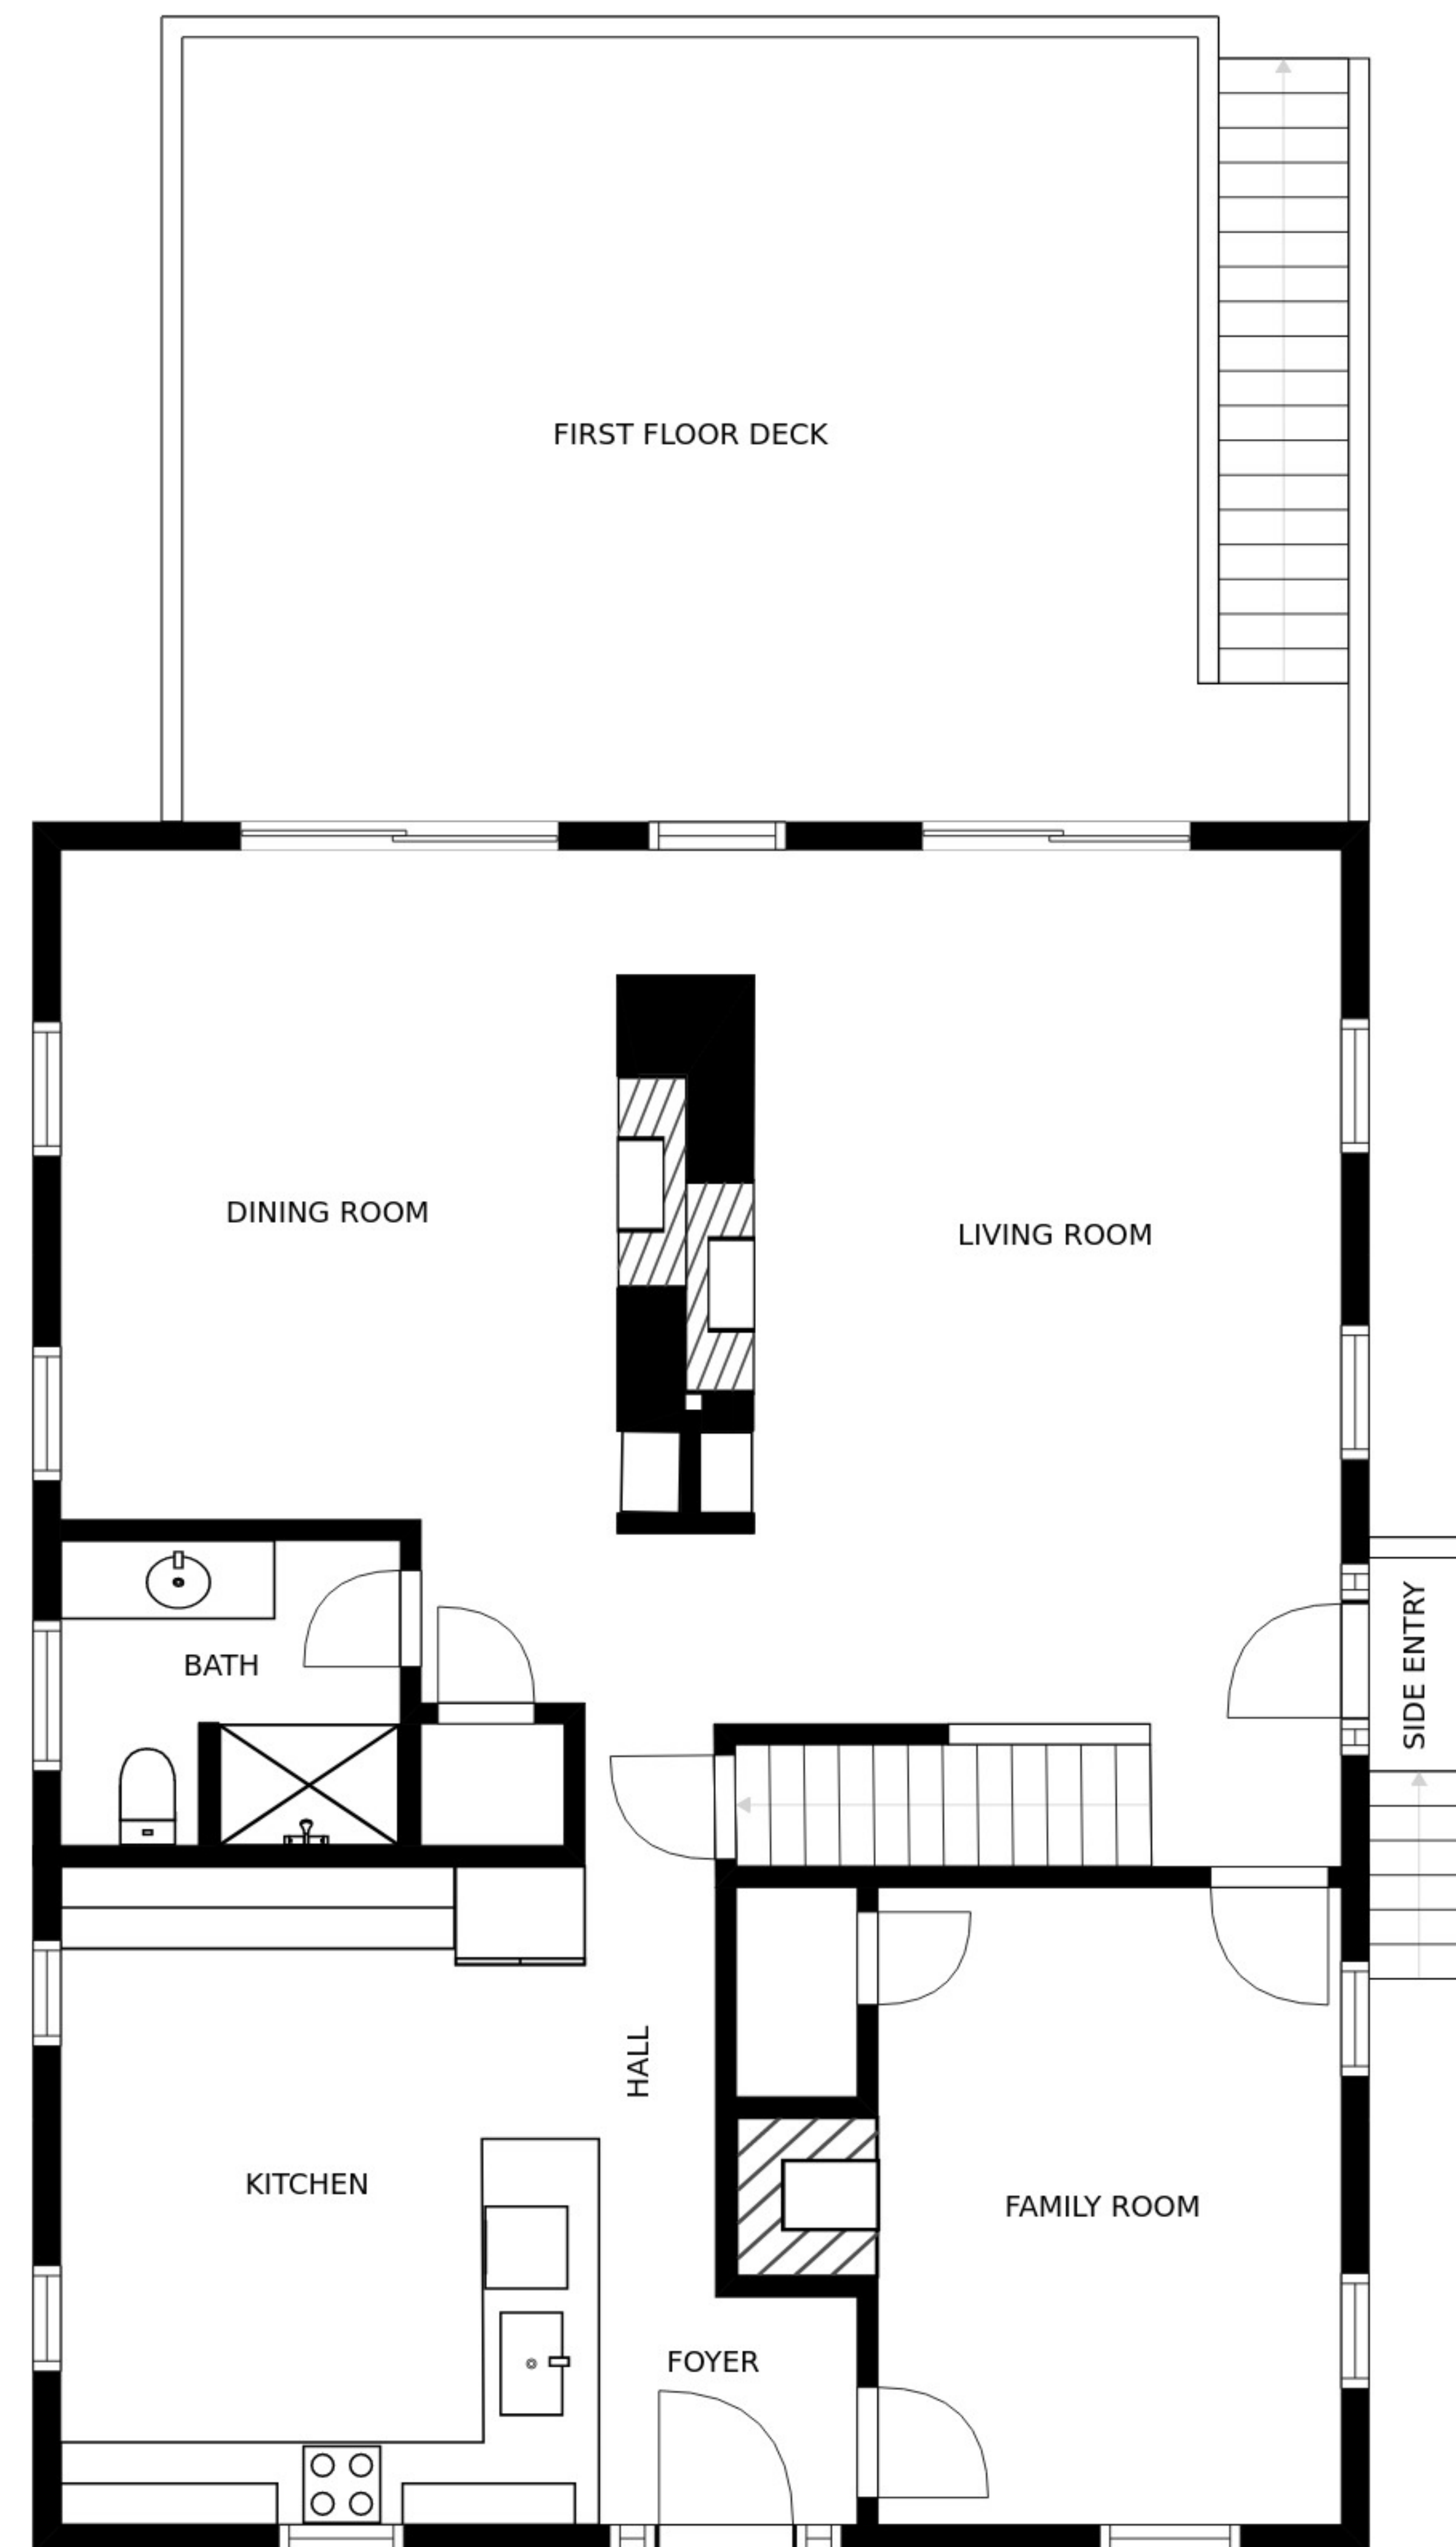 FIRST FLOOR DECK
DINING ROOM
LIVING ROOM
SIDE ENTRY
BATH
HALL
KITCHEN
FAMILY ROOM
FOYER